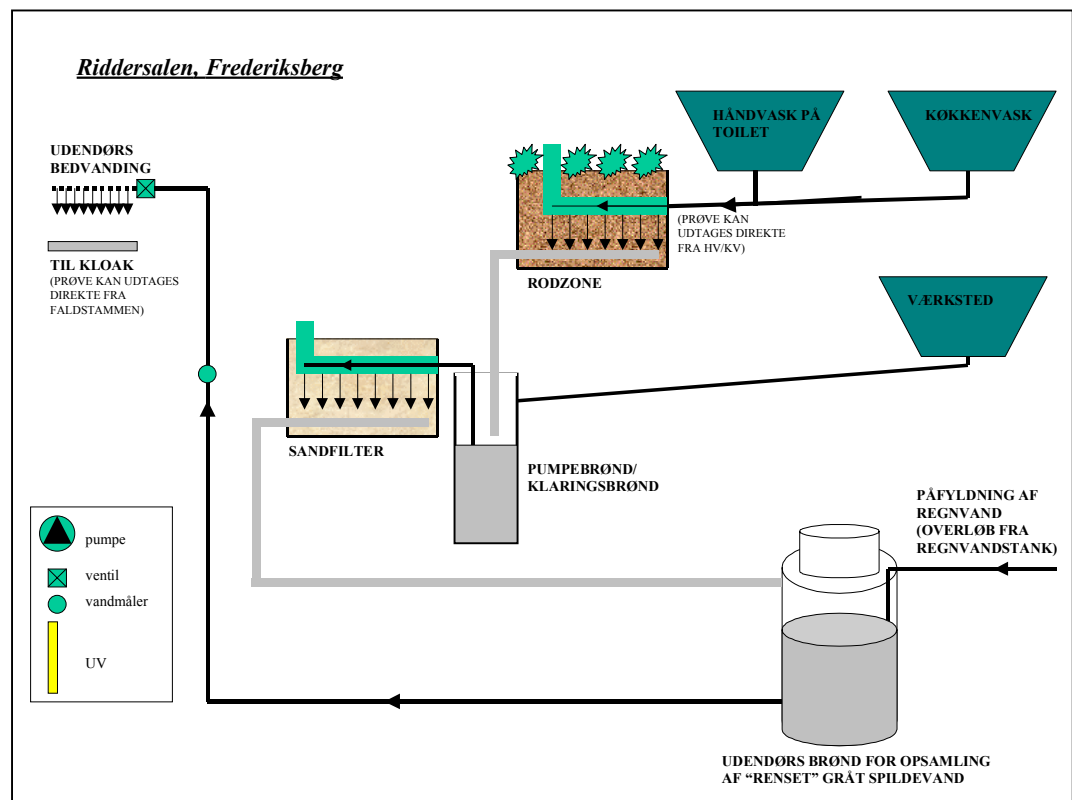 Riddersalen, Frederiksberg
HÅNDVASK PÅ
TOILET
KØKKENVASK
UDENDØRS
BEDVANDING
(PRØVE KAN
UDTAGES DIREKTE
FRA HV/KV)
TIL KLOAK
(PRØVE KAN UDTAGES
DIREKTE FRA
FALDSTAMMEN)
RODZONE
VÆRKSTED
SANDFILTER
PUMPEBRØND/
KLARINGSBRØND
PÅFYLDNING AF
REGNVAND
(OVERLØB FRA
REGNVANDSTANK)
pumpe
ventil
vandmåler
UV
UDENDØRS BRØND FOR OPSAMLING
AF “RENSET” GRÅT SPILDEVAND